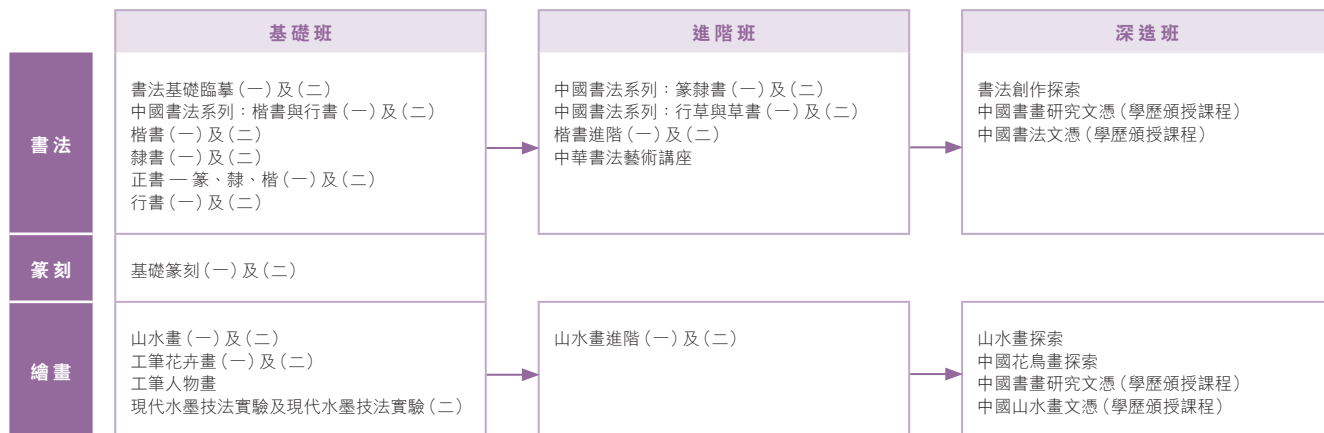 基礎班
進階班
深造班
書法
書法基礎臨摹（一）及（二）
中國書法系列：楷書與行書（一）及（二）
楷書（一）及（二）
隸書（一）及（二）
正書 — 篆、隸、楷（一）及（二）
行書（一）及（二）
中國書法系列：篆隸書（一）及（二）
中國書法系列：行草與草書（一）及（二）
楷書進階（一）及（二）
中華書法藝術講座
書法創作探索
中國書畫研究文憑（學歷頒授課程）
中國書法文憑（學歷頒授課程）
篆刻
基礎篆刻（一）及（二）
繪畫
山水畫（一）及（二）
工筆花卉畫（一）及（二）
工筆人物畫
現代水墨技法實驗及現代水墨技法實驗（二）
山水畫進階（一）及（二）
山水畫探索
中國花鳥畫探索
中國書畫研究文憑（學歷頒授課程）
中國山水畫文憑（學歷頒授課程）